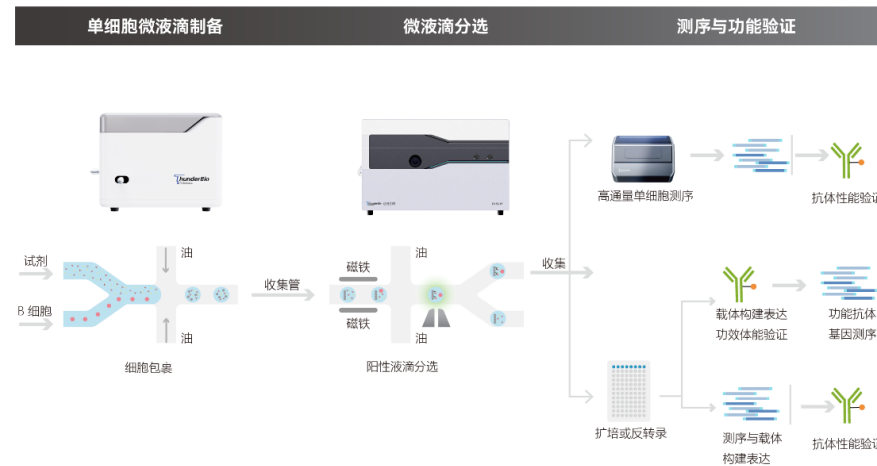 单细胞微液滴制备
微液滴分选
测序与功能验证
ThunderBio
高通量单细胞测序
抗体性能验证
试剂
油
收集管
磁铁
油
收集
B 细胞
磁铁
载体构建表达
功效体能验证
功能抗体
基因测序
油
油
细胞包裹
阳性液滴分选
扩培或反转录
测序与载体
构建表达
抗体性能验证